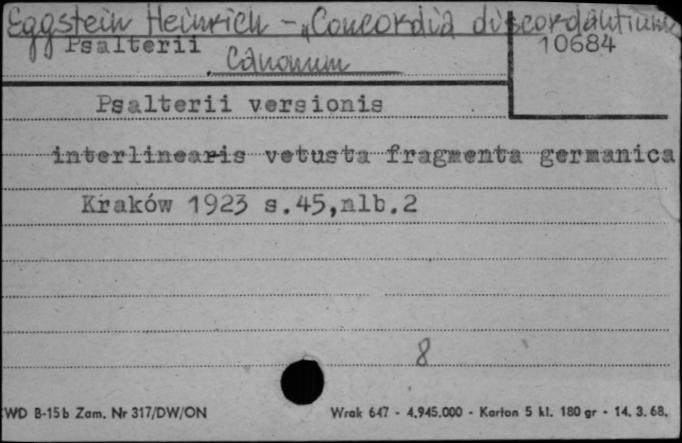 Eggstein Heinrich - „Concordia discordantium
Psalterii
10684
Canonum
Psalterii versionis
interlinearis vetusta fragmenta germanica
Kraków 1923 s.45,nlb.2
8
WD B-15b Zam. Nr 317/DW/ON
Wrak 647 - 4.945.000 - Karton 5 kl. 180 gr - 14. 3. 68.